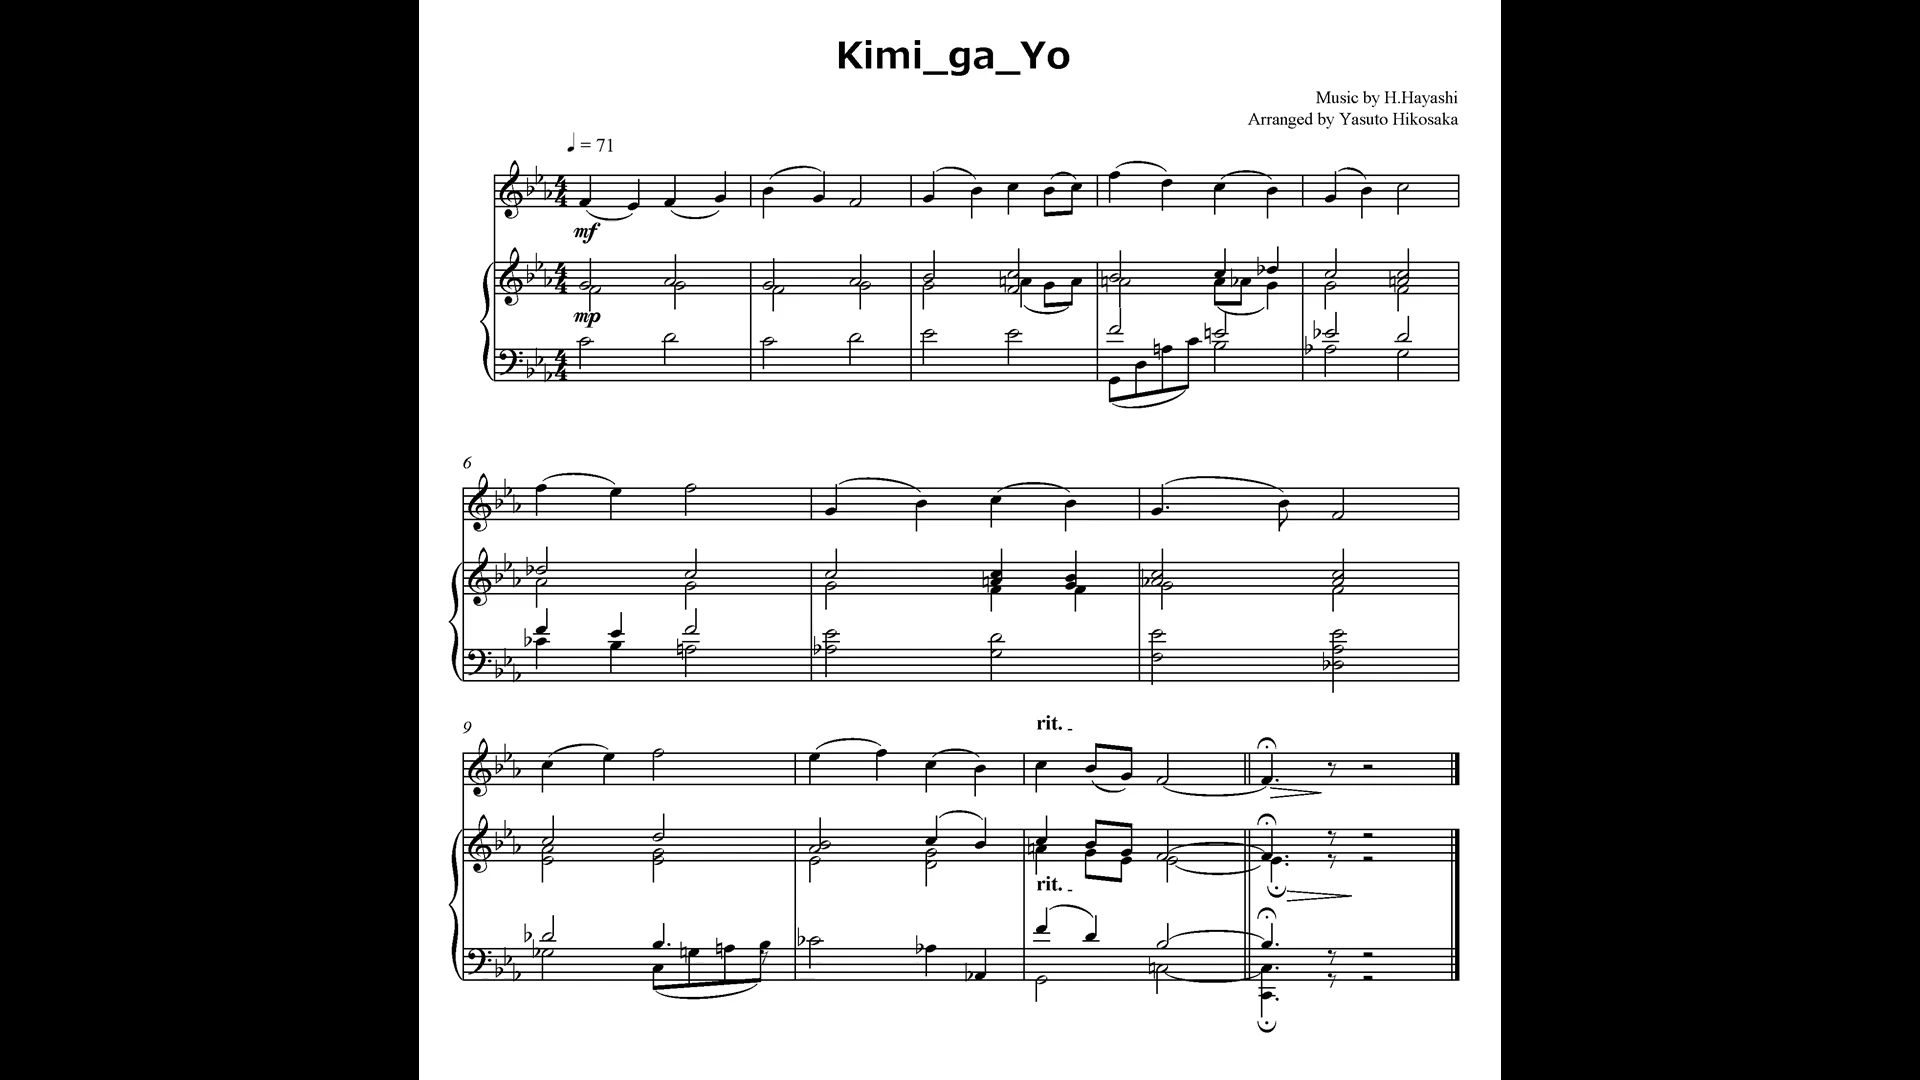 Kimi_ga_Yo
Music by H.Hayashi
Arranged by Yasuto Hikosaka
♩ = 71
mf
mp
6
9
rit.
rit.